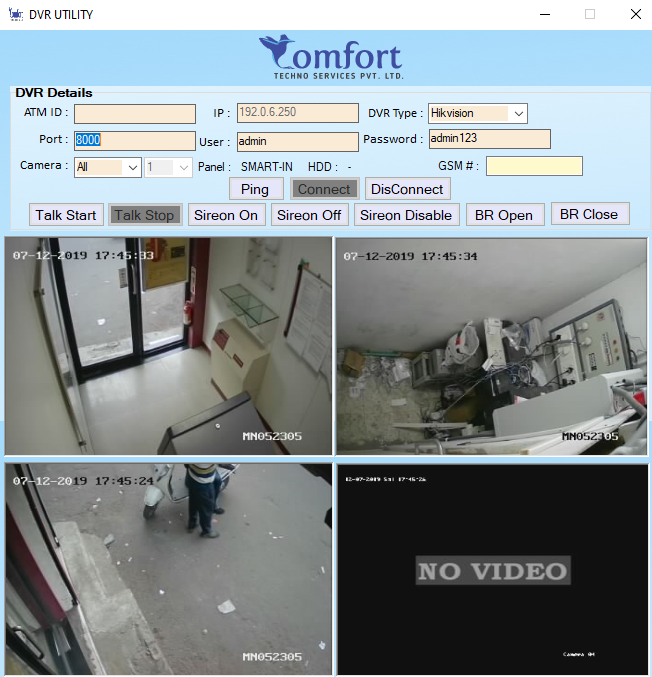 DVR UTILITY
Comfort
TECHNO SERVICES PVT. LTD.
DVR Details
ATM ID :
IP : 192.0.6.250
DVR Type : Hikvision
Port : 8000
User : admin
Password : admin123
Camera : All 1
Panel : SMART-IN
HDD : -
GSM # :
Ping Connect DisConnect
Talk Start Talk Stop Sireon On Sireon Off Sireon Disable BR Open BR Close
07-12-2019 17:45:33
MN052305
07-12-2019 17:45:34
MN052305
07-12-2019 17:45:24
MN052305
02-07-2019 Sat 17:45:26
NO VIDEO
Camera 04